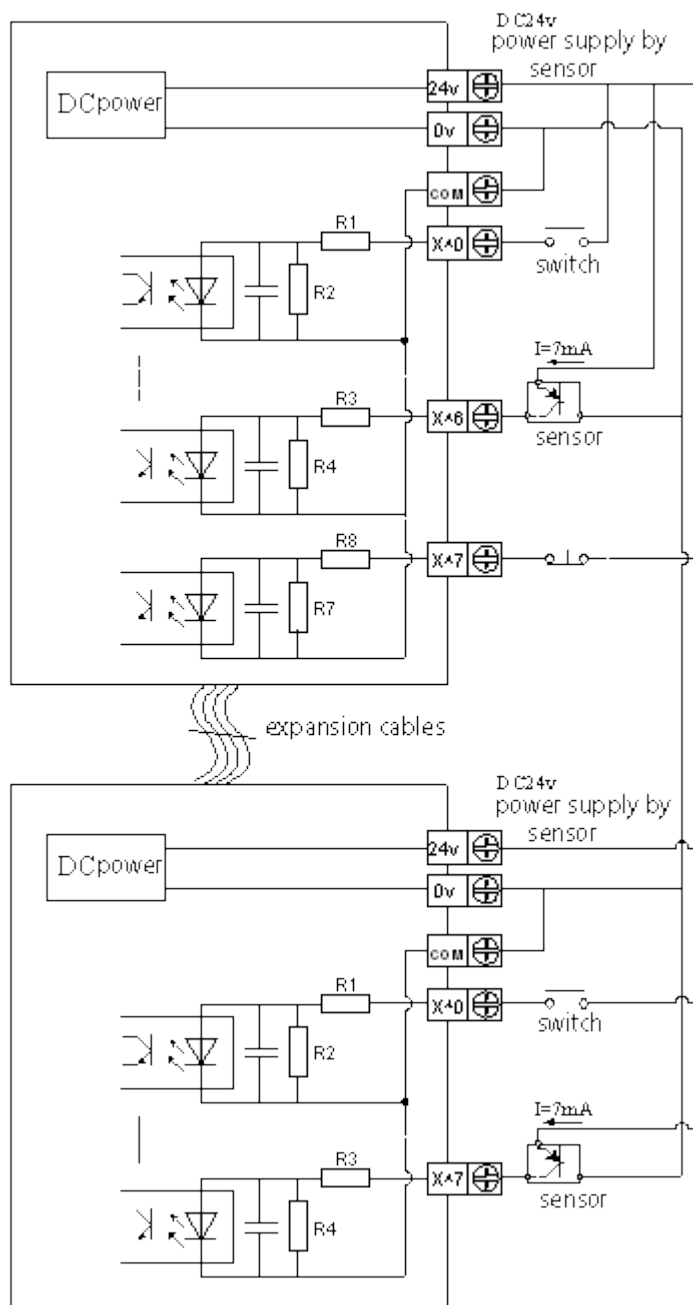 DC24v
power supply by
sensor
DCpower
24v
0v
COM
R1
X^0
R2
switch
I=7mA
R3
X^6
R4
sensor
R8
X^7
R7
expansion cables
DC24v
power supply by
sensor
DCpower
24v
0v
COM
R1
X^0
R2
switch
I=7mA
R3
X^7
R4
sensor